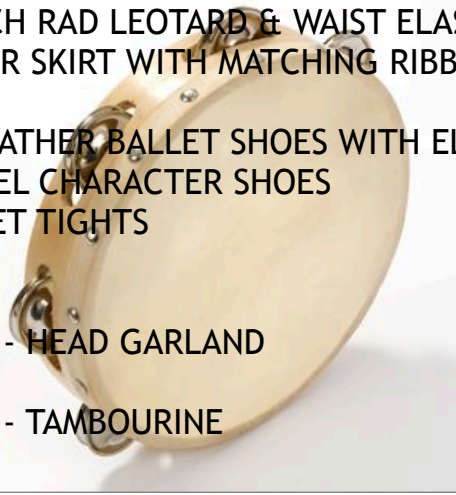 CH RAD LEOTARD & WAIST ELAS
R SKIRT WITH MATCHING RIBB
ATHER BALLET SHOES WITH EL
EL CHARACTER SHOES
ET TIGHTS
- HEAD GARLAND
- TAMBOURINE